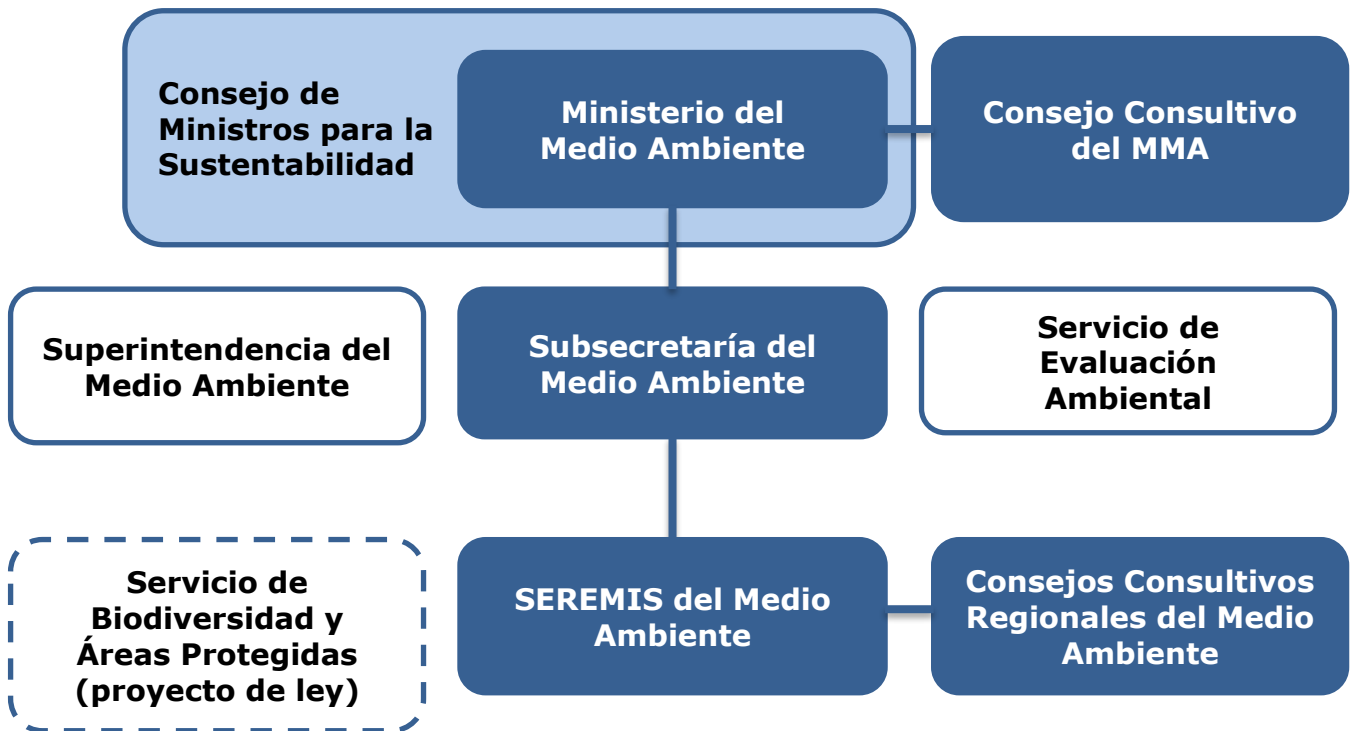 Consejo de
Ministros para la
Sustentabilidad
Ministerio del
Medio Ambiente
Consejo Consultivo
del MMA
Superintendencia del
Medio Ambiente
Subsecretaría del
Medio Ambiente
Servicio de
Evaluación
Ambiental
Servicio de
Biodiversidad y
Áreas Protegidas
(proyecto de ley)
SEREMIS del Medio
Ambiente
Consejos Consultivos
Regionales del Medio
Ambiente